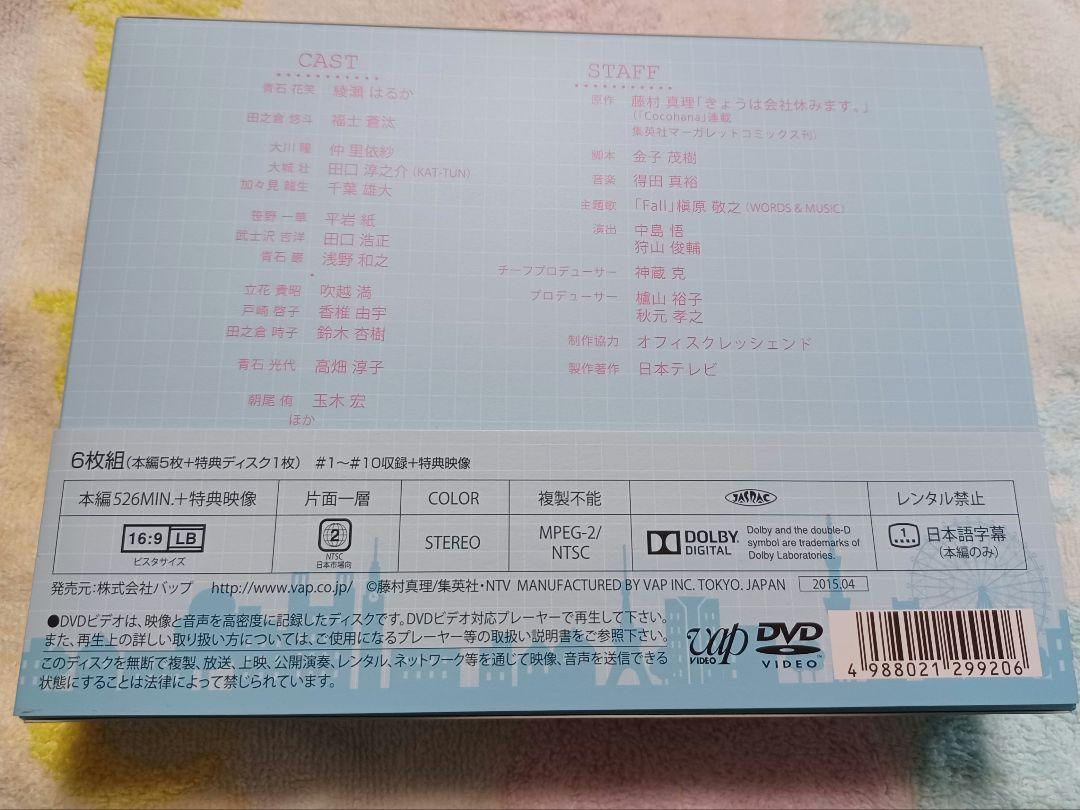 CAST
青石 花笑 綾瀬 はるか
田之倉 悠斗 福士 蒼汰
大川 瞳 仲 里依紗
大城 壮 田口 淳之介(KAT-TUN)
加々見 龍生 千葉 雄大
笹野 一華 平岩 紙
武士沢 吉洋 田口 浩正
青石 巌 浅野 和之
立花 貴昭 吹越 満
戸崎 啓子 香椎 由宇
田之倉 時子 鈴木 杏樹
青石 光代 高畑 淳子
朝尾 侑 玉木 宏
ほか
STAFF
原作 藤村 真理「きょうは会社休みます。」
(「Cocohana」連載
集英社マーガレットコミックス刊)
脚本 金子 茂樹
音楽 得田 真裕
主題歌 「Fall」槇原 敬之(WORDS & MUSIC)
演出 中島 悟
狩山 俊輔
チーフプロデューサー 神蔵 克
プロデューサー 櫨山 裕子
秋元 孝之
制作協力 オフィスクレッシェンド
製作著作 日本テレビ
6枚組(本編5枚+特典ディスク1枚) #1~#10収録+特典映像
本編526MIN.+特典映像 片面一層 COLOR 複製不能 JASRAC レンタル禁止
16:9 LB
ビスタサイズ
2
NTSC
日本市場向
STEREO
MPEG-2/
NTSC
DOLBY
DIGITAL
Dolby and the double-D
symbol are trademarks of
Dolby Laboratories.
1 日本語字幕
(本編のみ)
発売元:株式会社バップ http://www.vap.co.jp/ ©藤村真理/集英社・NTV MANUFACTURED BY VAP INC. TOKYO. JAPAN 2015.04
●DVDビデオは、映像と音声を高密度に記録したディスクです。DVDビデオ対応プレーヤーで再生して下さい。
また、再生上の詳しい取り扱い方については、ご使用になるプレーヤー等の取扱い説明書をご参照下さい。
このディスクを無断で複製、放送、上映、公開演奏、レンタル、ネットワーク等を通じて映像、音声を送信できる
状態にすることは法律によって禁じられています。
vap
VIDEO
DVD
VIDEO
4 988021 299206